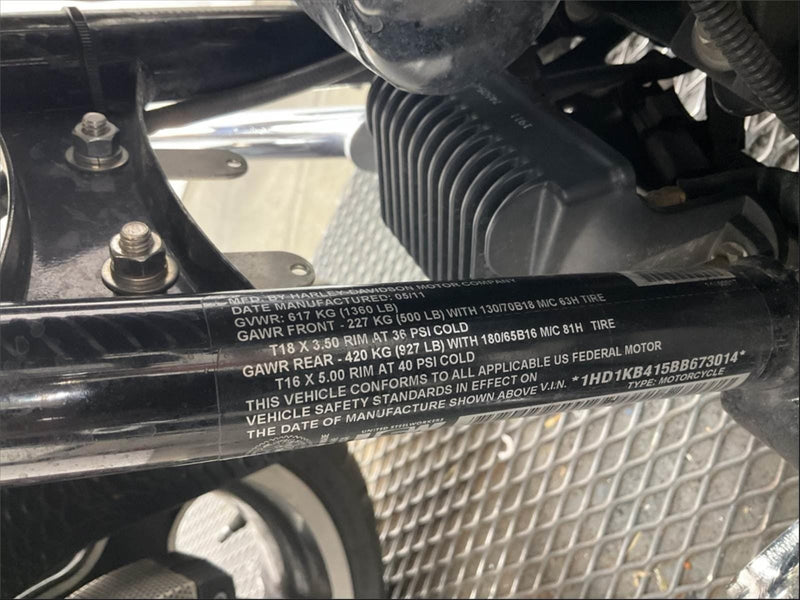 MFD. BY HARLEY-DAVIDSON MOTOR COMPANY
DATE MANUFACTURED: 05/11
GVWR: 617 KG (1360 LB)
GAWR FRONT - 227 KG (500 LB) WITH 130/70B18 M/C 63H TIRE
T18 X 3.50 RIM AT 36 PSI COLD
GAWR REAR - 420 KG (927 LB) WITH 180/65B16 M/C 81H TIRE
T16 X 5.00 RIM AT 40 PSI COLD
THIS VEHICLE CONFORMS TO ALL APPLICABLE US FEDERAL MOTOR
VEHICLE SAFETY STANDARDS IN EFFECT ON
THE DATE OF MANUFACTURE SHOWN ABOVE V.I.N. *1HD1KB415BB673014*
TYPE: MOTORCYCLE
UNITED STEELWORKERS